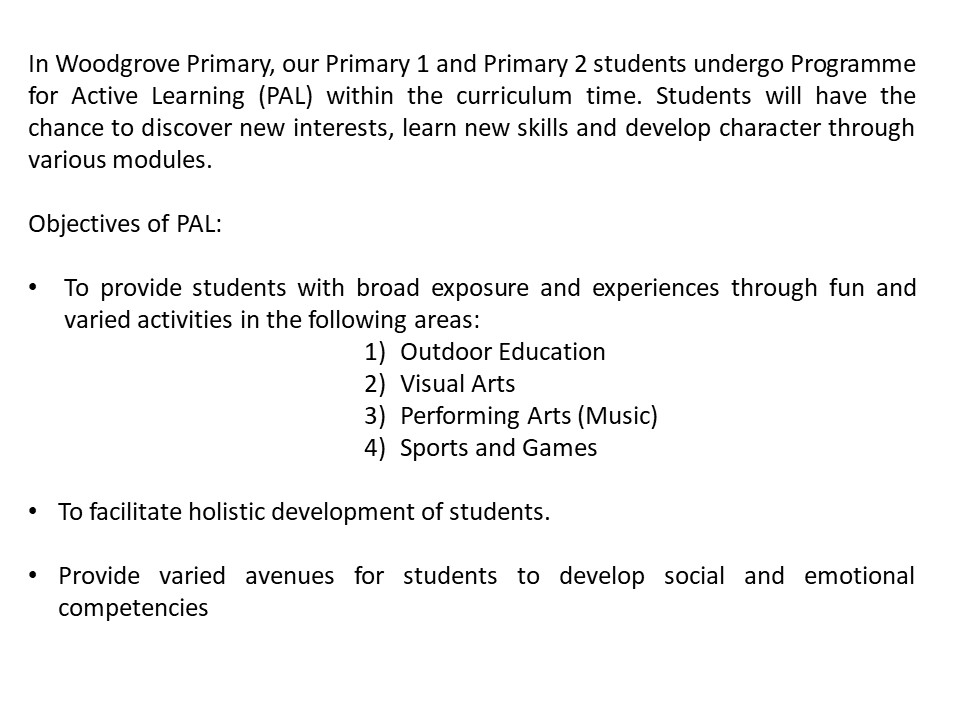 In Woodgrove Primary, our Primary 1 and Primary 2 students undergo Programme
for Active Learning (PAL) within the curriculum time. Students will have the
chance to discover new interests, learn new skills and develop character through
various modules.
Objectives of PAL:
• To provide students with broad exposure and experiences through fun and
varied activities in the following areas:
1) Outdoor Education
2) Visual Arts
3) Performing Arts (Music)
4) Sports and Games
• To facilitate holistic development of students.
• Provide varied avenues for students to develop social and emotional
competencies